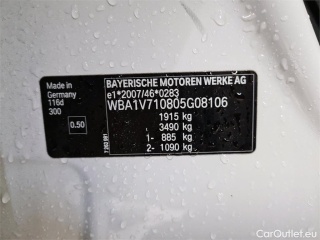 BAYERISCHE MOTOREN WERKE AG
e1*2007/46*0283
WBA1V710805G08106
1915 kg
3490 kg
1- 885 kg
2- 1090 kg
Made in
Germany
116d
300
0.50
CarOutlet.eu